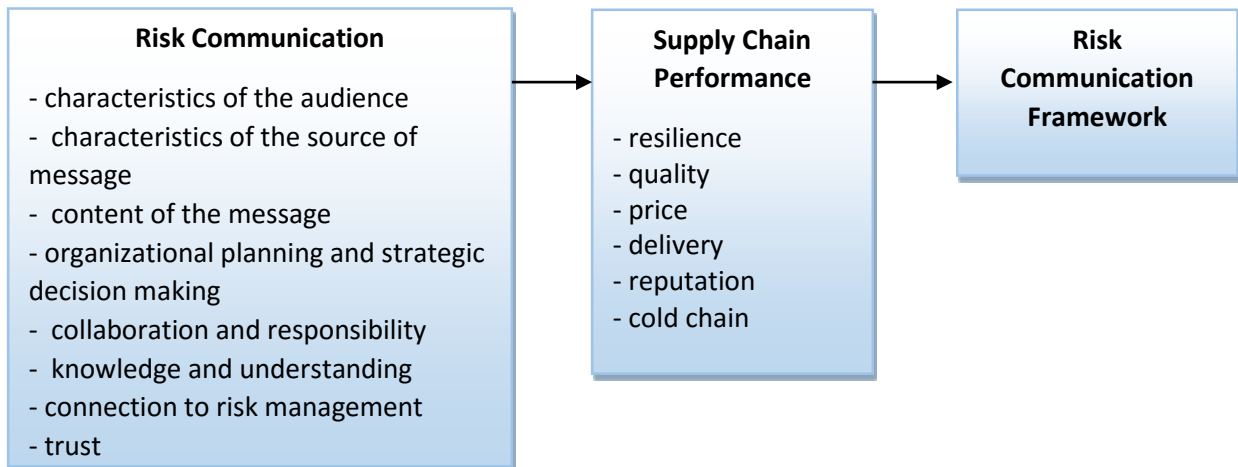 Risk Communication
- characteristics of the audience
- characteristics of the source of
message
- content of the message
- organizational planning and strategic
decision making
- collaboration and responsibility
- knowledge and understanding
- connection to risk management
- trust
Supply Chain
Performance
- resilience
- quality
- price
- delivery
- reputation
- cold chain
Risk
Communication
Framework